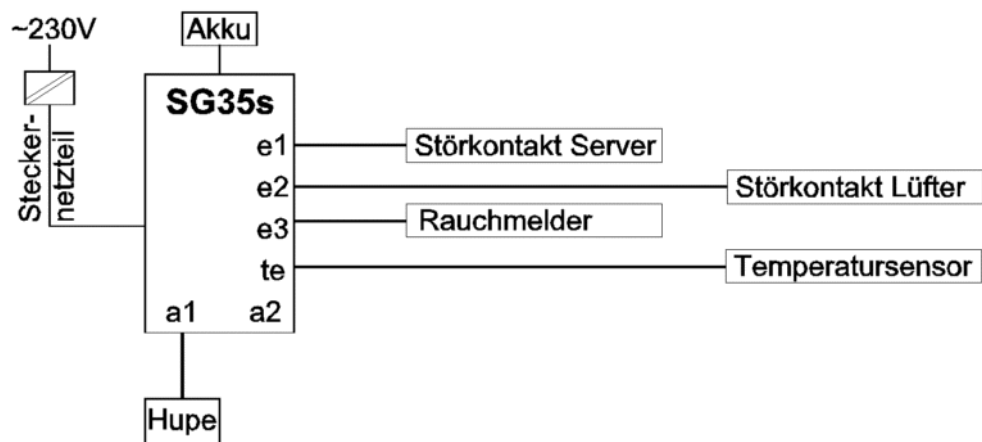 ~230V
Akku
Stecker-
netzteil
SG35s
e1
Störkontakt Server
e2
Störkontakt Lüfter
e3
Rauchmelder
te
Temperatursensor
a1
a2
Hupe